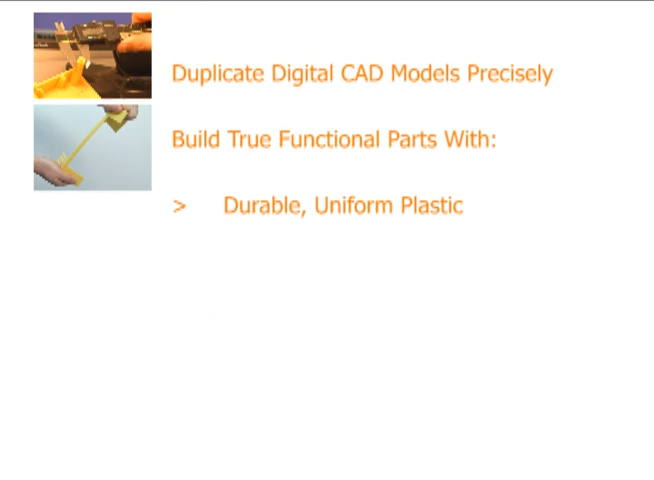 Duplicate Digital CAD Models Precisely
Build True Functional Parts With:
> Durable, Uniform Plastic